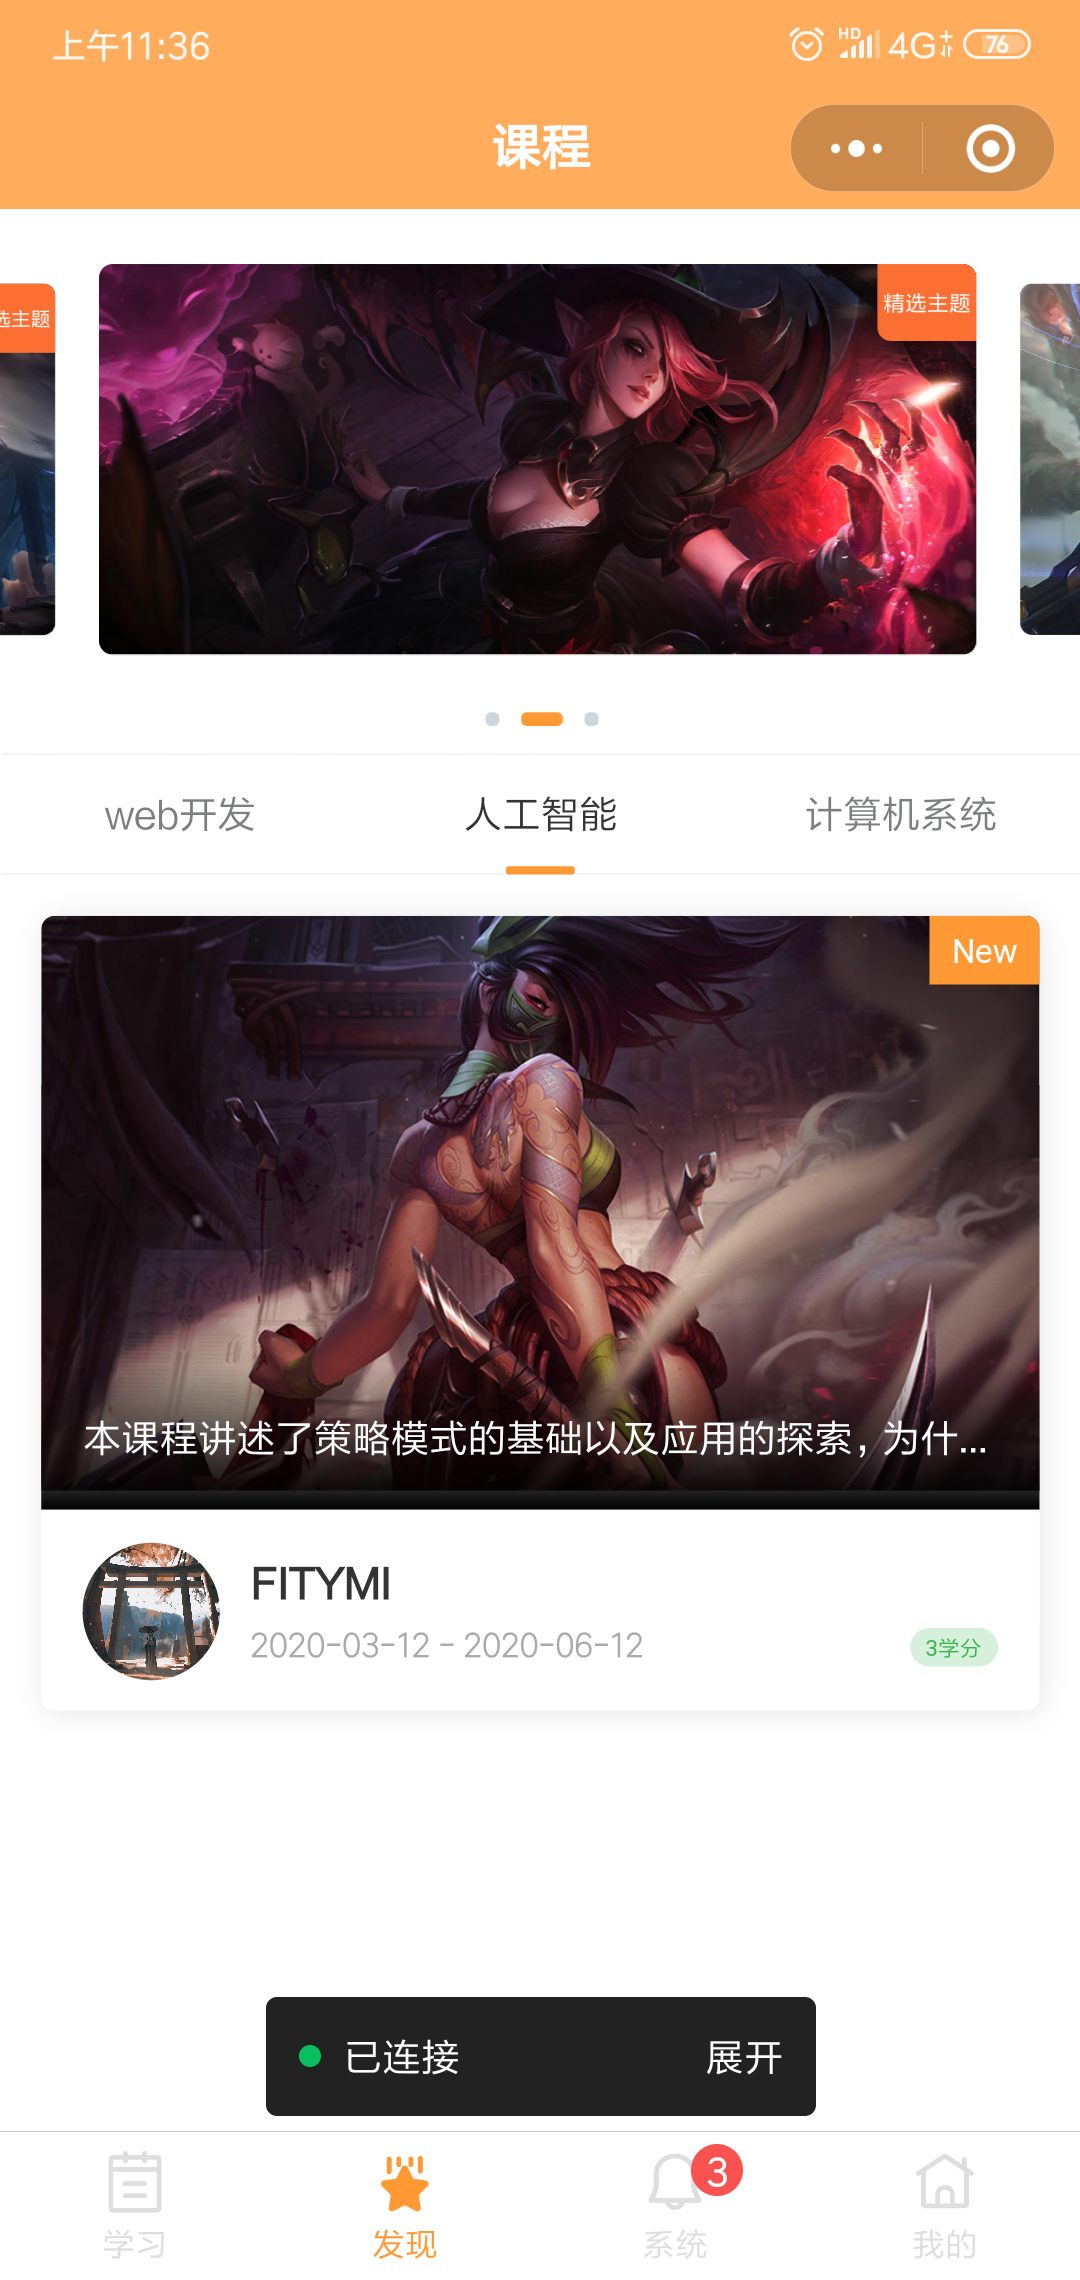 上午11:36
HD 4G 76
课程
选主题
精选主题
web开发 人工智能 计算机系统
New
本课程讲述了策略模式的基础以及应用的探索，为什...
FITYMI
2020-03-12 - 2020-06-12
3学分
已连接 展开
3
学习 发现 系统 我的